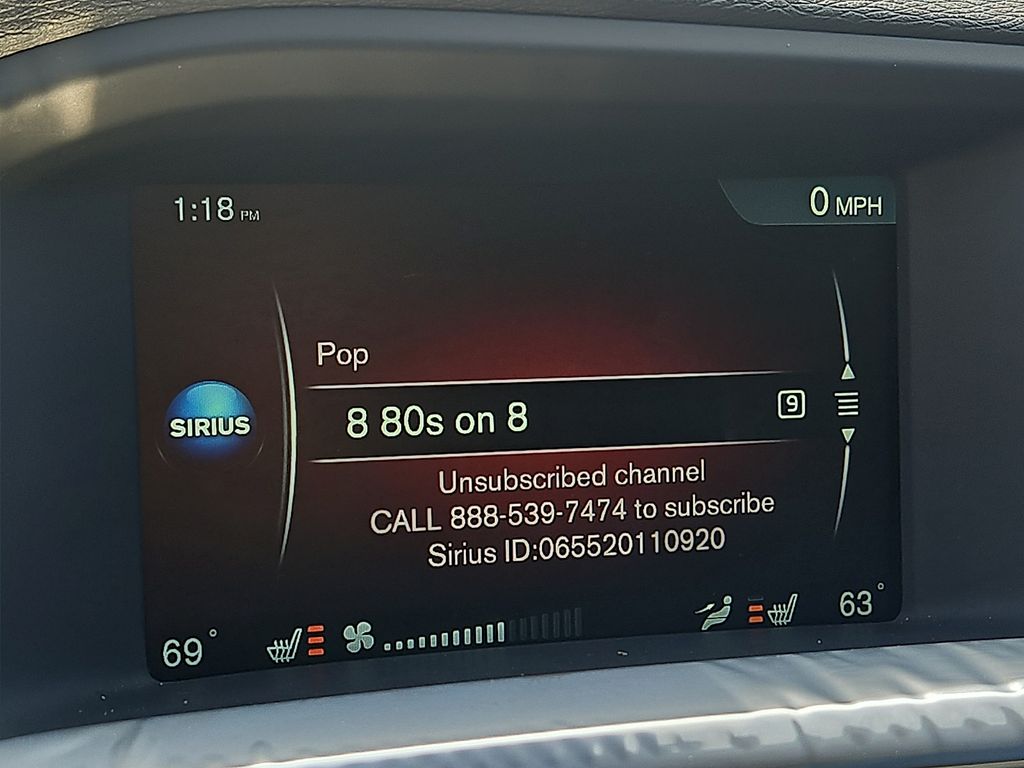 1:18 PM
0 MPH
Pop
SIRIUS
8 80s on 8
9
Unsubscribed channel
CALL 888-539-7474 to subscribe
Sirius ID:065520110920
69°
63°